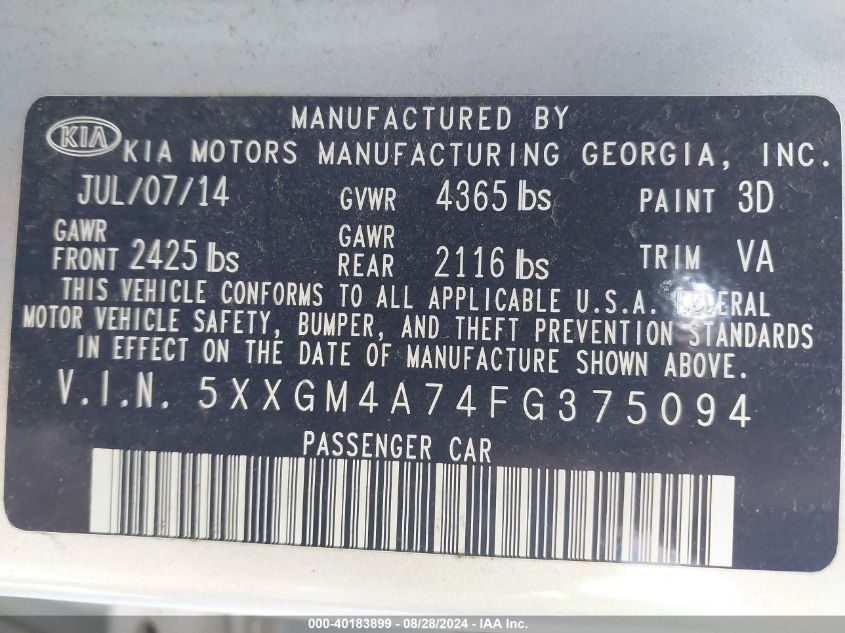 MANUFACTURED BY
KIA KIA MOTORS MANUFACTURING GEORGIA, INC.
JUL/07/14 GVWR 4365 lbs PAINT 3D
GAWR FRONT 2425 lbs GAWR REAR 2116 lbs TRIM VA
THIS VEHICLE CONFORMS TO ALL APPLICABLE U.S.A. FEDERAL
MOTOR VEHICLE SAFETY, BUMPER, AND THEFT PREVENTION STANDARDS
IN EFFECT ON THE DATE OF MANUFACTURE SHOWN ABOVE.
V.I.N. 5XXGM4A74FG375094
PASSENGER CAR
000-40183899 - 08/28/2024 - IAA Inc.